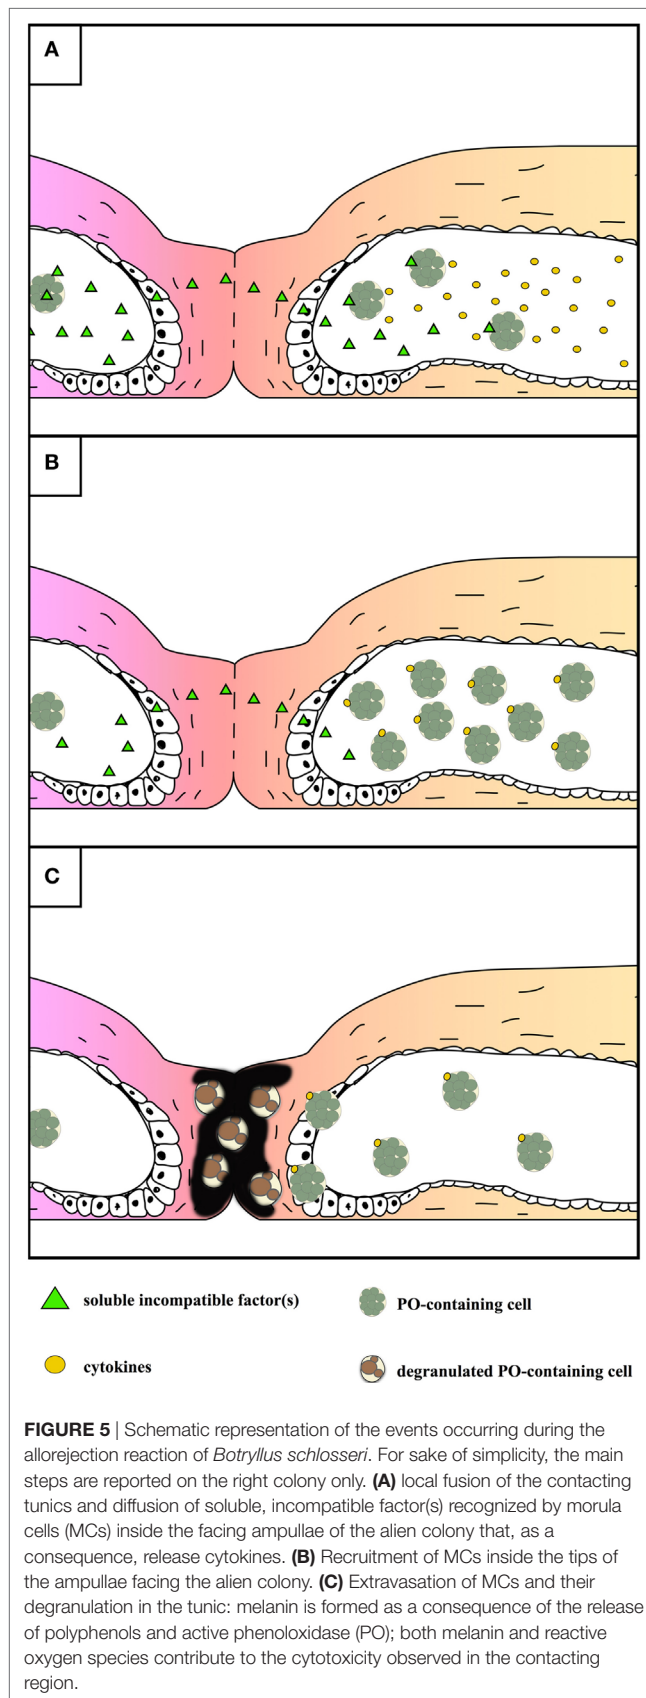 A
B
C
soluble incompatible factor(s)
PO-containing cell
cytokines
degranulated PO-containing cell
FIGURE 5 | Schematic representation of the events occurring during the
allorejection reaction of Botryllus schlosseri. For sake of simplicity, the main
steps are reported on the right colony only. (A) local fusion of the contacting
tunics and diffusion of soluble, incompatible factor(s) recognized by morula
cells (MCs) inside the facing ampullae of the alien colony that, as a
consequence, release cytokines. (B) Recruitment of MCs inside the tips of
the ampullae facing the alien colony. (C) Extravasation of MCs and their
degranulation in the tunic: melanin is formed as a consequence of the release
of polyphenols and active phenoloxidase (PO); both melanin and reactive
oxygen species contribute to the cytotoxicity observed in the contacting
region.